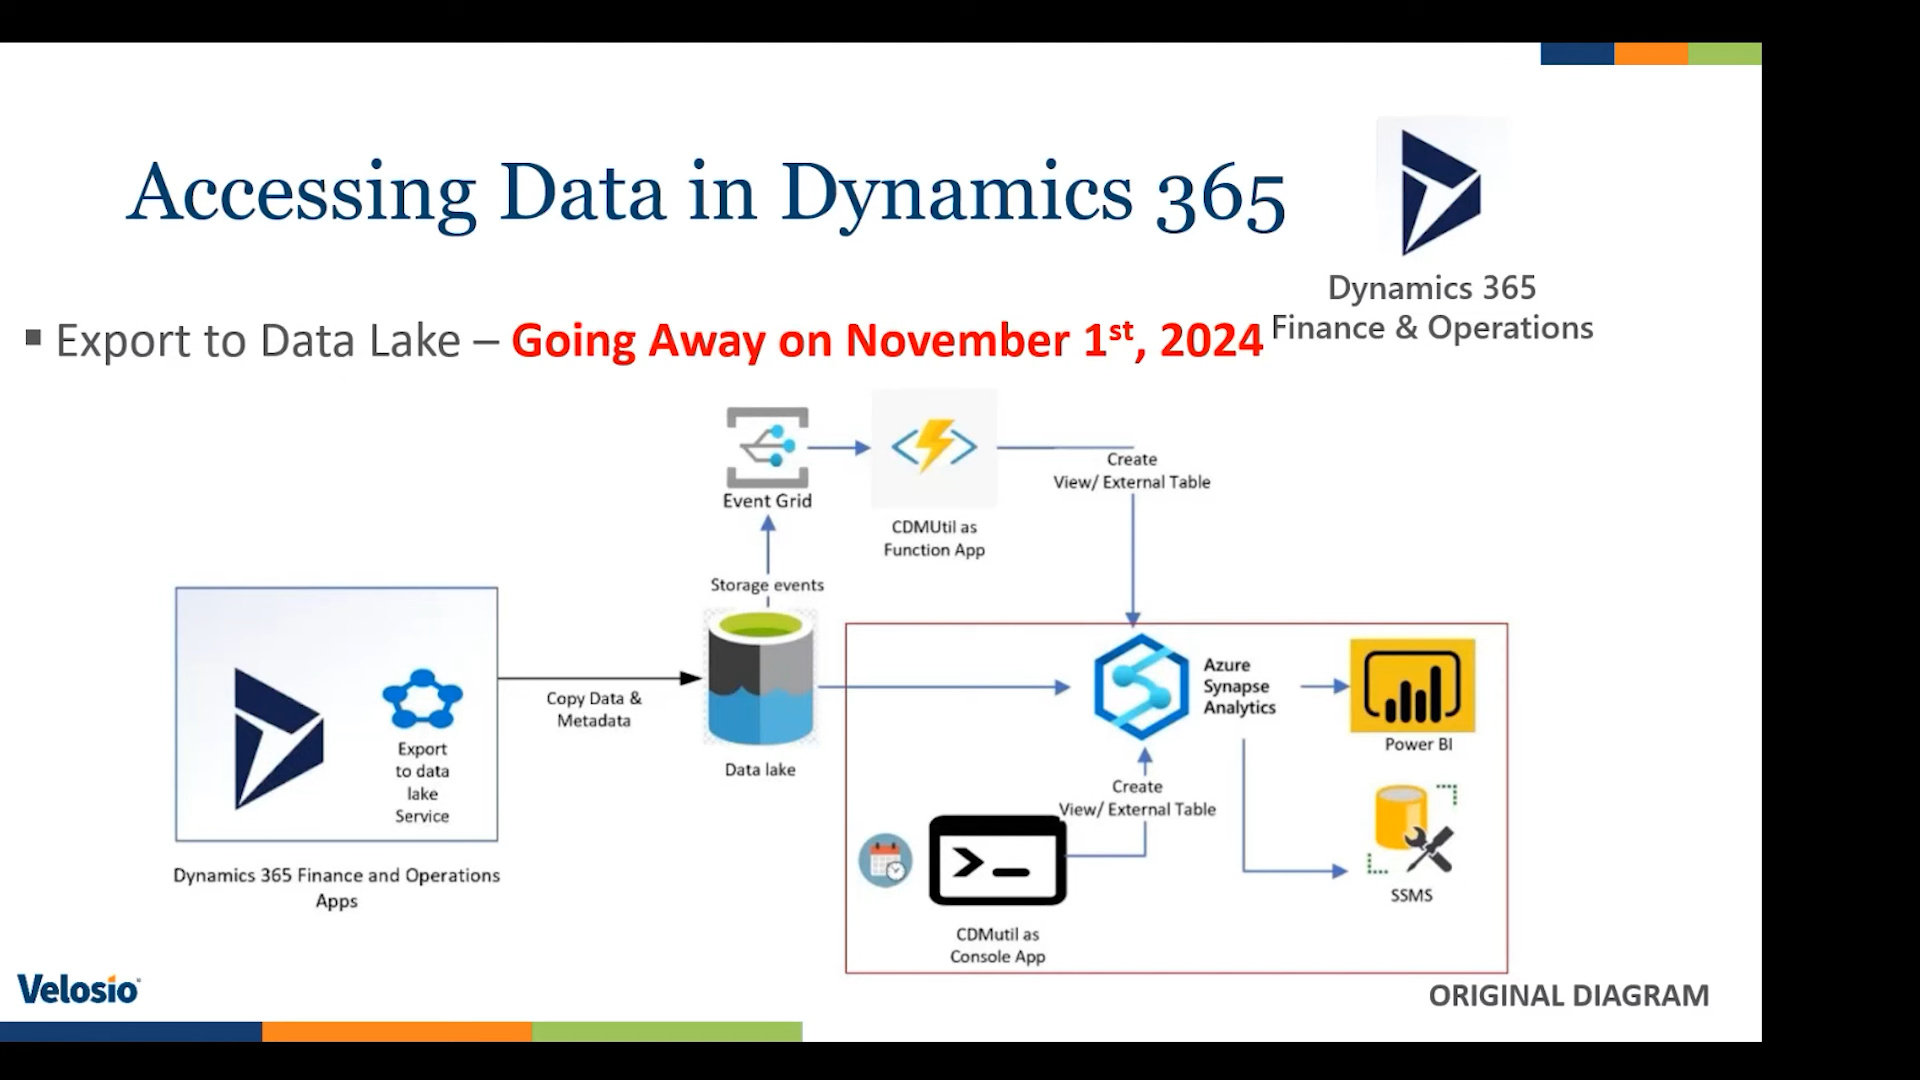 Accessing Data in Dynamics 365
Dynamics 365
Finance & Operations
▪ Export to Data Lake – Going Away on November 1st, 2024
Event Grid
CDMUtil as
Function App
Create
View/ External Table
Storage events
Export
to data
lake
Service
Copy Data &
Metadata
Data lake
Dynamics 365 Finance and Operations
Apps
Azure
Synapse
Analytics
Power BI
Create
View/ External Table
CDMutil as
Console App
SSMS
Velosio
ORIGINAL DIAGRAM